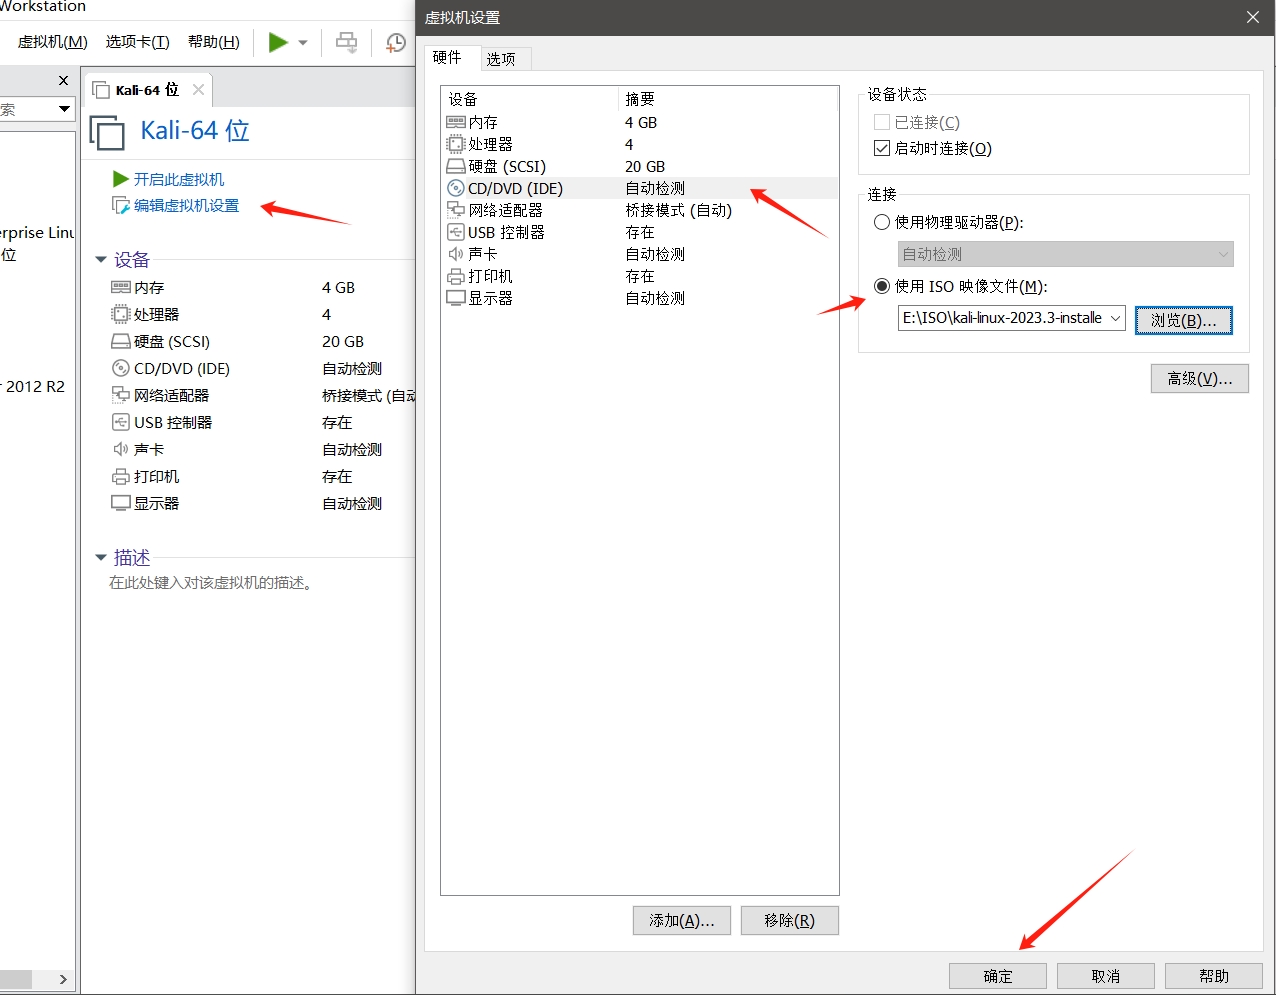 Workstation
虚拟机(M) 选项卡(T) 帮助(H)
索
erprise Linu
位
r 2012 R2
Kali-64 位
Kali-64 位
开启此虚拟机
编辑虚拟机设置
设备
内存 4 GB
处理器 4
硬盘 (SCSI) 20 GB
CD/DVD (IDE) 自动检测
网络适配器 桥接模式 (自动
USB 控制器 存在
声卡 自动检测
打印机 存在
显示器 自动检测
描述
在此处键入对该虚拟机的描述。
虚拟机设置
硬件 选项
设备 摘要
内存 4 GB
处理器 4
硬盘 (SCSI) 20 GB
CD/DVD (IDE) 自动检测
网络适配器 桥接模式 (自动)
USB 控制器 存在
声卡 自动检测
打印机 存在
显示器 自动检测
添加(A)... 移除(R)
设备状态
已连接(C)
启动时连接(O)
连接
使用物理驱动器(P):
自动检测
使用 ISO 映像文件(M):
E:\ISO\kali-linux-2023.3-installe 浏览(B)...
高级(V)...
确定 取消 帮助